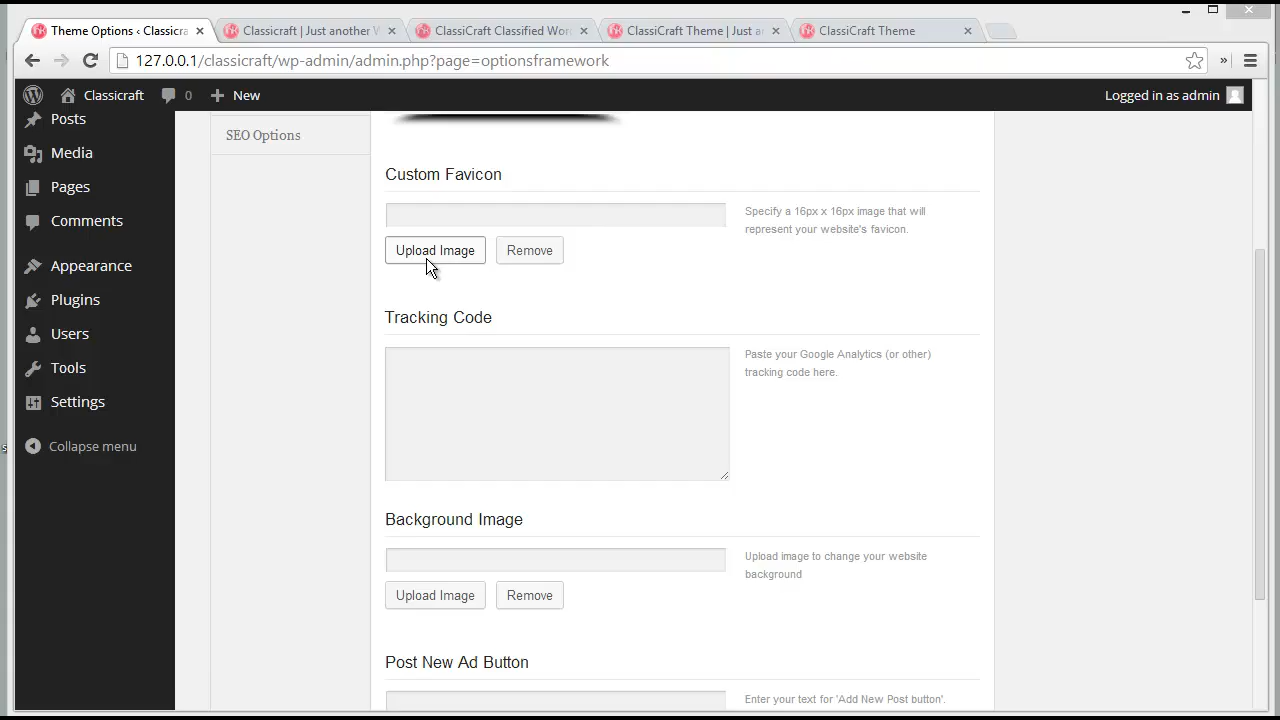 Theme Options ‹ Classicra
Classicraft | Just another W
ClassiCraft Classified Wor
ClassiCraft Theme | Just a
ClassiCraft Theme
127.0.0.1/classicraft/wp-admin/admin.php?page=optionsframework
Classicraft
0
New
Logged in as admin
Posts
Media
Pages
Comments
Appearance
Plugins
Users
Tools
Settings
Collapse menu
SEO Options
Custom Favicon
Specify a 16px x 16px image that will
represent your website's favicon.
Upload Image
Remove
Tracking Code
Paste your Google Analytics (or other)
tracking code here.
Background Image
Upload image to change your website
background
Upload Image
Remove
Post New Ad Button
Enter your text for 'Add New Post button'.